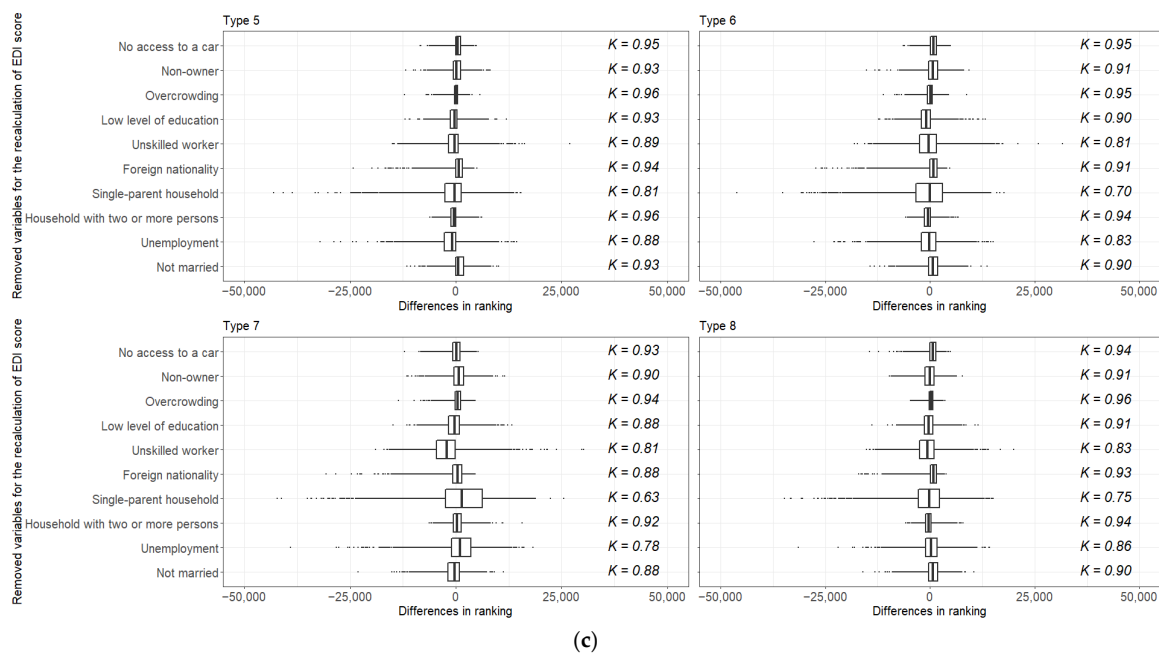 Type 5
Type 6
Removed variables for the recalculation of EDI score
No access to a car K = 0.95 K = 0.95
Non-owner K = 0.93 K = 0.91
Overcrowding K = 0.96 K = 0.95
Low level of education K = 0.93 K = 0.90
Unskilled worker K = 0.89 K = 0.81
Foreign nationality K = 0.94 K = 0.91
Single-parent household K = 0.81 K = 0.70
Household with two or more persons K = 0.96 K = 0.94
Unemployment K = 0.88 K = 0.83
Not married K = 0.93 K = 0.90
−50,000 −25,000 0 25,000 50,000 −50,000 −25,000 0 25,000 50,000
Differences in ranking Differences in ranking
Type 7
Type 8
Removed variables for the recalculation of EDI score
No access to a car K = 0.93 K = 0.94
Non-owner K = 0.90 K = 0.91
Overcrowding K = 0.94 K = 0.96
Low level of education K = 0.88 K = 0.91
Unskilled worker K = 0.81 K = 0.83
Foreign nationality K = 0.88 K = 0.93
Single-parent household K = 0.63 K = 0.75
Household with two or more persons K = 0.92 K = 0.94
Unemployment K = 0.78 K = 0.86
Not married K = 0.88 K = 0.90
−50,000 −25,000 0 25,000 50,000 −50,000 −25,000 0 25,000 50,000
Differences in ranking Differences in ranking
(c)